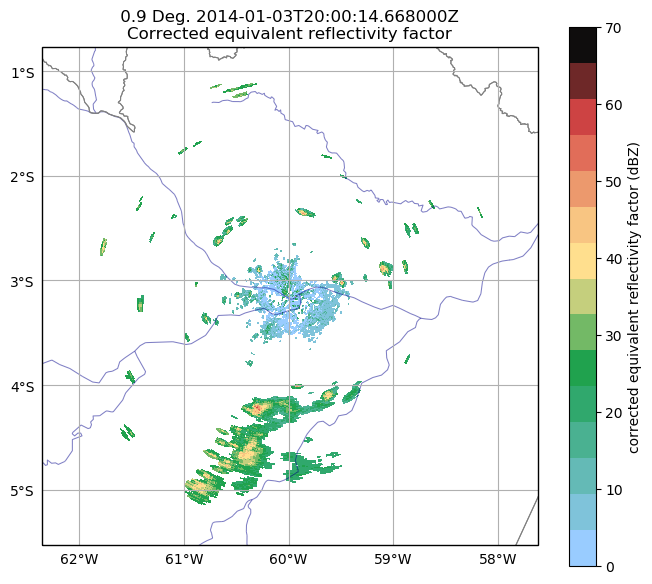 0.9 Deg. 2014-01-03T20:00:14.668000Z
Corrected equivalent reflectivity factor
1°S
2°S
3°S
4°S
5°S
62°W 61°W 60°W 59°W 58°W
70
60
50
40
30
20
10
0
corrected equivalent reflectivity factor (dBZ)